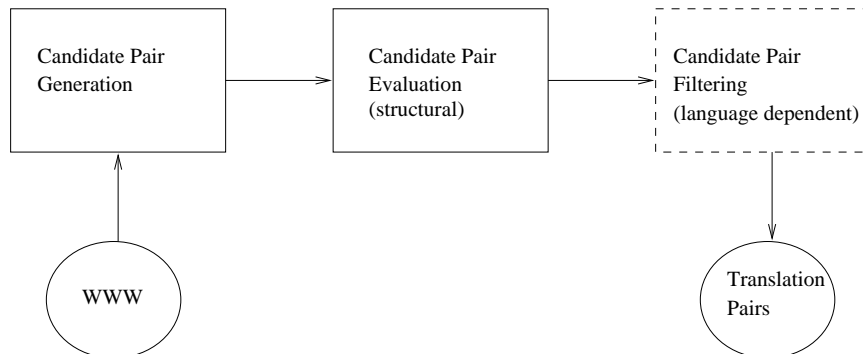 Candidate Pair
Generation
Candidate Pair
Evaluation
(structural)
Candidate Pair
Filtering
(language dependent)
WWW
Translation
Pairs